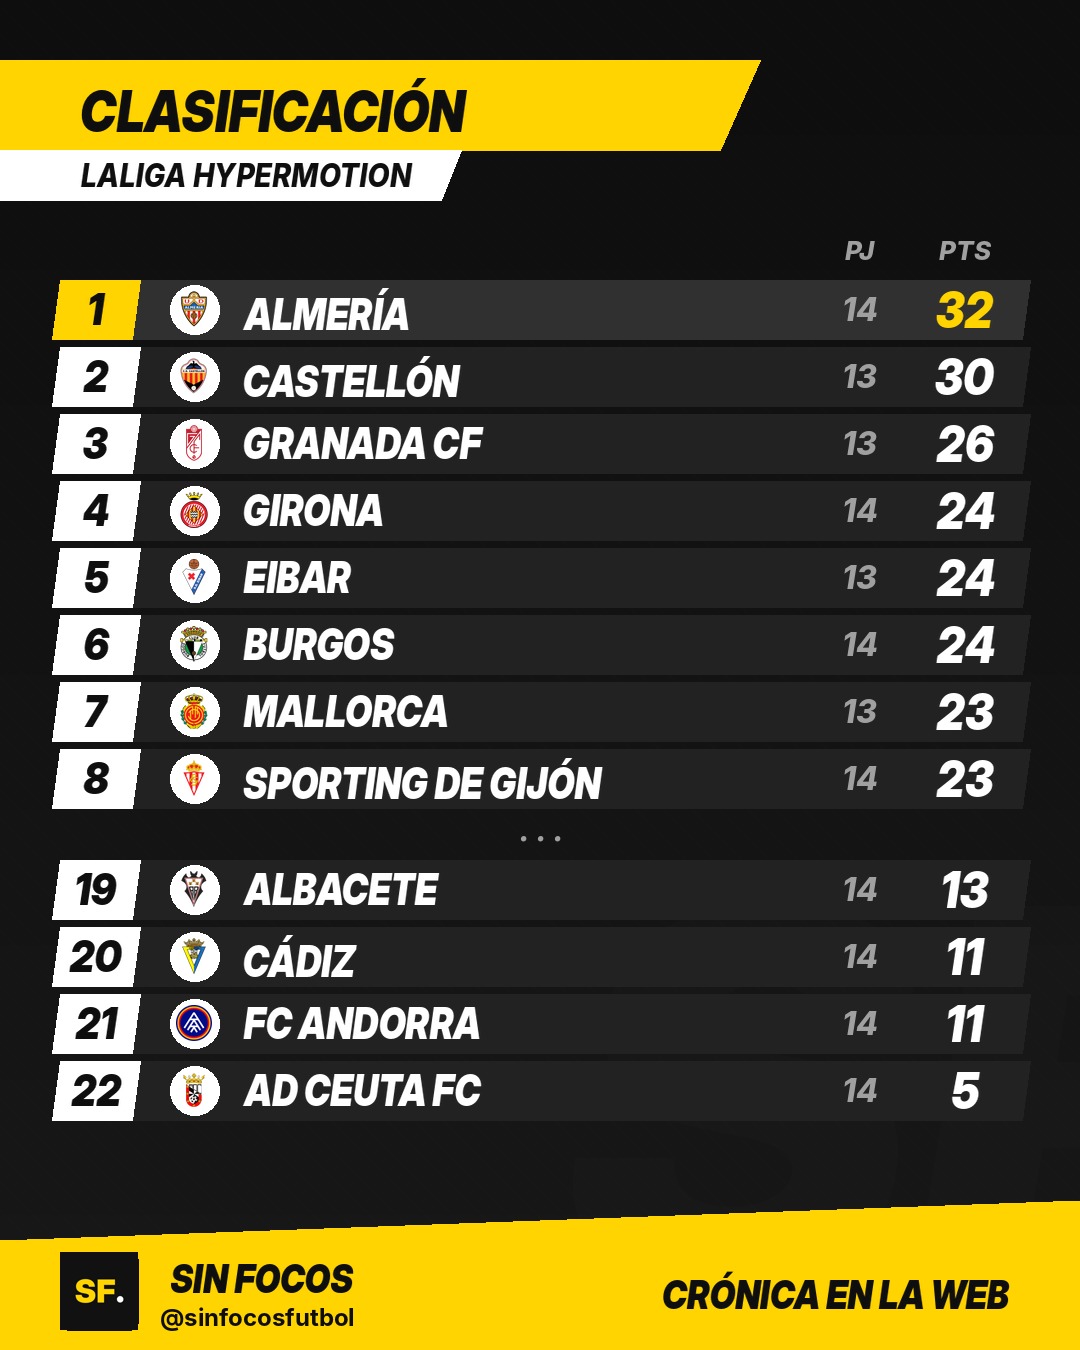 CLASIFICACIÓN
LALIGA HYPERMOTION
PJ PTS
1 ALMERÍA 14 32
2 CASTELLÓN 13 30
3 GRANADA CF 13 26
4 GIRONA 14 24
5 EIBAR 13 24
6 BURGOS 14 24
7 MALLORCA 13 23
8 SPORTING DE GIJÓN 14 23
...
19 ALBACETE 14 13
20 CÁDIZ 14 11
21 FC ANDORRA 14 11
22 AD CEUTA FC 14 5
SF. SIN FOCOS
@sinfocosfutbol
CRÓNICA EN LA WEB